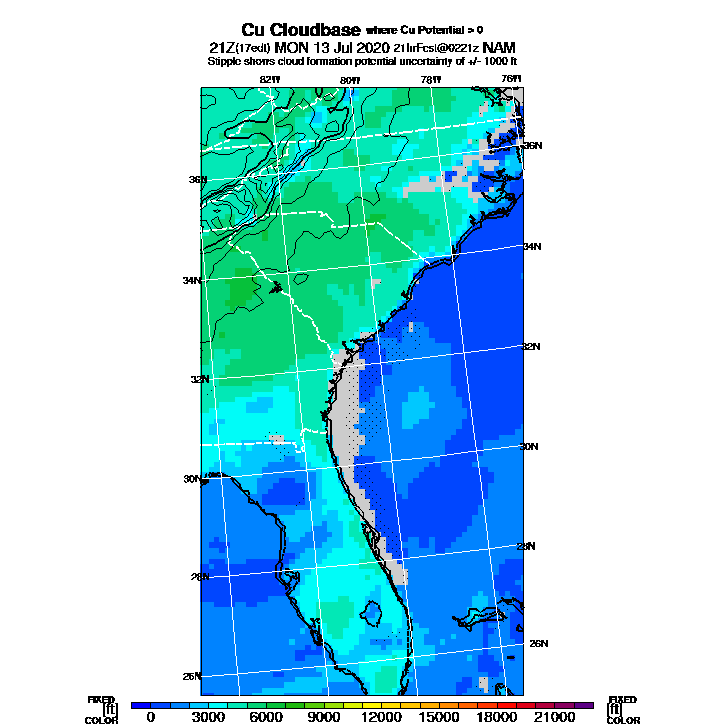 Cu Cloudbase where Cu Potential > 0
21Z(17edt) MON 13 Jul 2020 21hrFcst@0221z NAM
Stipple shows cloud formation potential uncertainty of +/- 1000 ft
82W 80W 78W 76W
36N
36N
34N
34N
32N
32N
30N
30N
28N
28N
26N
26N
FIXED [ft] COLOR
0 3000 6000 9000 12000 15000 18000 21000
FIXED [ft] COLOR